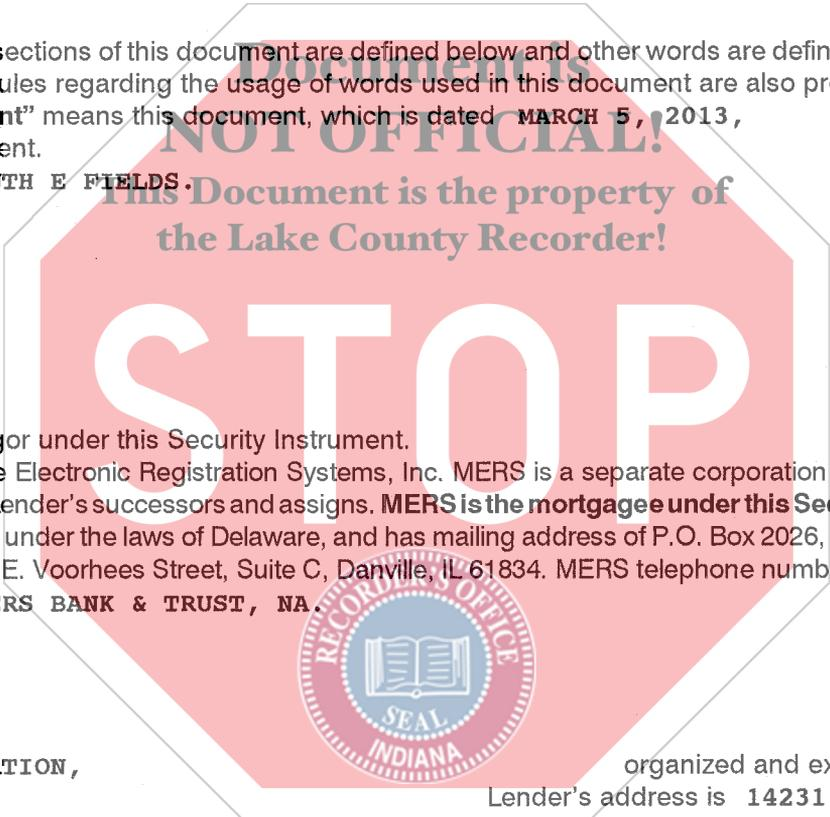 sections of this document are defined below and other words are defin
Document is
ules regarding the usage of words used in this document are also pr
nt” means this document, which is dated MARCH 5, 2013,
NOT OFFICIAL!
ent.
TH E FIELDS.
This Document is the property of
the Lake County Recorder!
STOP
gor under this Security Instrument.
e Electronic Registration Systems, Inc. MERS is a separate corporation
ender's successors and assigns. MERS is the mortgagee under this Sec
under the laws of Delaware, and has mailing address of P.O. Box 2026,
E. Voorhees Street, Suite C, Danville, IL 61834. MERS telephone numb
ERS BANK & TRUST, NA.
RECORDER'S OFFICE
SEAL
INDIANA
ATION,
organized and ex
Lender's address is 14231